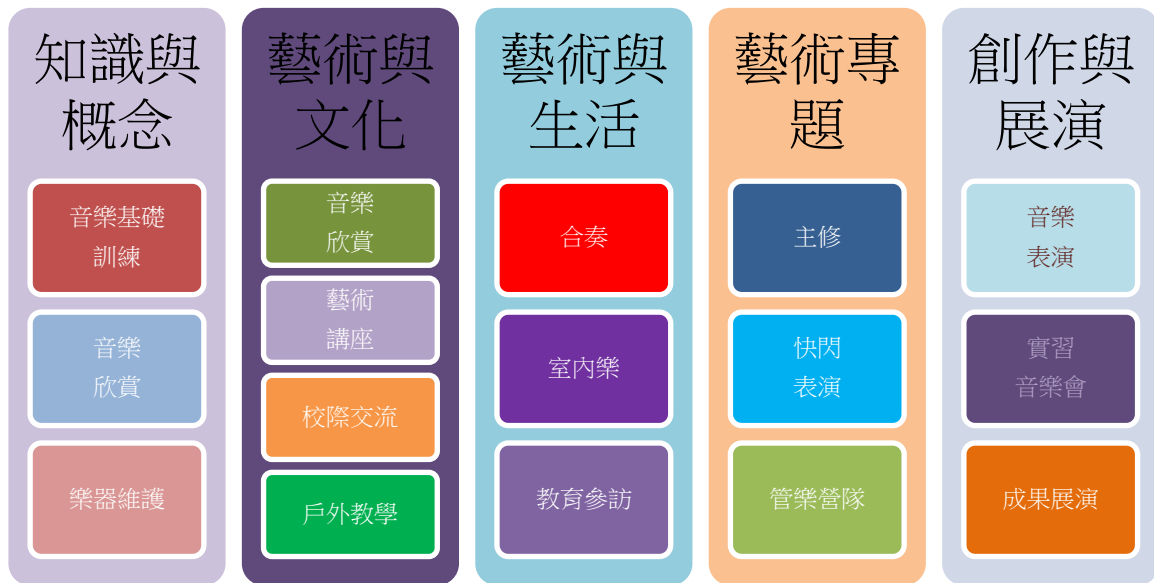 知識與
概念
音樂基礎
訓練
音樂
欣賞
樂器維護
藝術與
文化
音樂
欣賞
藝術
講座
校際交流
戶外教學
藝術與
生活
合奏
室內樂
教育參訪
藝術專
題
主修
快閃
表演
管樂營隊
創作與
展演
音樂
表演
實習
音樂會
成果展演